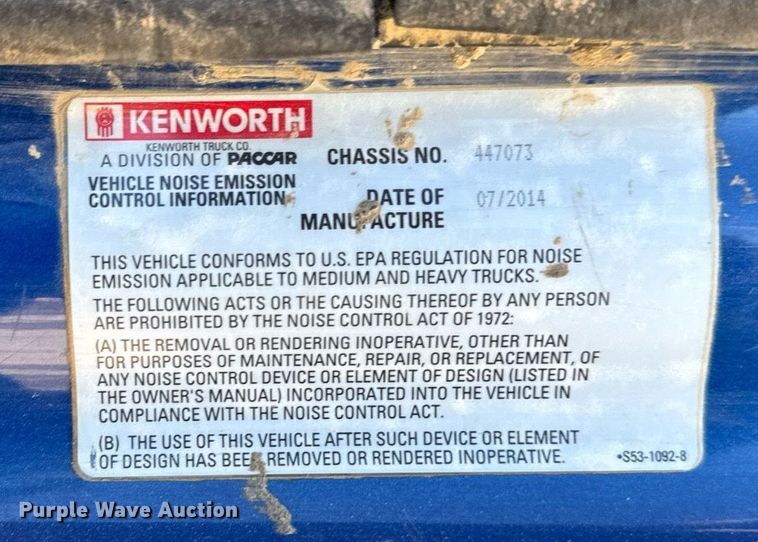 KENWORTH
KENWORTH TRUCK CO.
A DIVISION OF PACCAR
CHASSIS NO. 447073
VEHICLE NOISE EMISSION
CONTROL INFORMATION
DATE OF
MANUFACTURE
07/2014
THIS VEHICLE CONFORMS TO U.S. EPA REGULATION FOR NOISE
EMISSION APPLICABLE TO MEDIUM AND HEAVY TRUCKS.
THE FOLLOWING ACTS OR THE CAUSING THEREOF BY ANY PERSON
ARE PROHIBITED BY THE NOISE CONTROL ACT OF 1972:
(A) THE REMOVAL OR RENDERING INOPERATIVE, OTHER THAN
FOR PURPOSES OF MAINTENANCE, REPAIR, OR REPLACEMENT, OF
ANY NOISE CONTROL DEVICE OR ELEMENT OF DESIGN (LISTED IN
THE OWNER'S MANUAL) INCORPORATED INTO THE VEHICLE IN
COMPLIANCE WITH THE NOISE CONTROL ACT.
(B) THE USE OF THIS VEHICLE AFTER SUCH DEVICE OR ELEMENT
OF DESIGN HAS BEEN REMOVED OR RENDERED INOPERATIVE.
•S53-1092-8
Purple Wave Auction